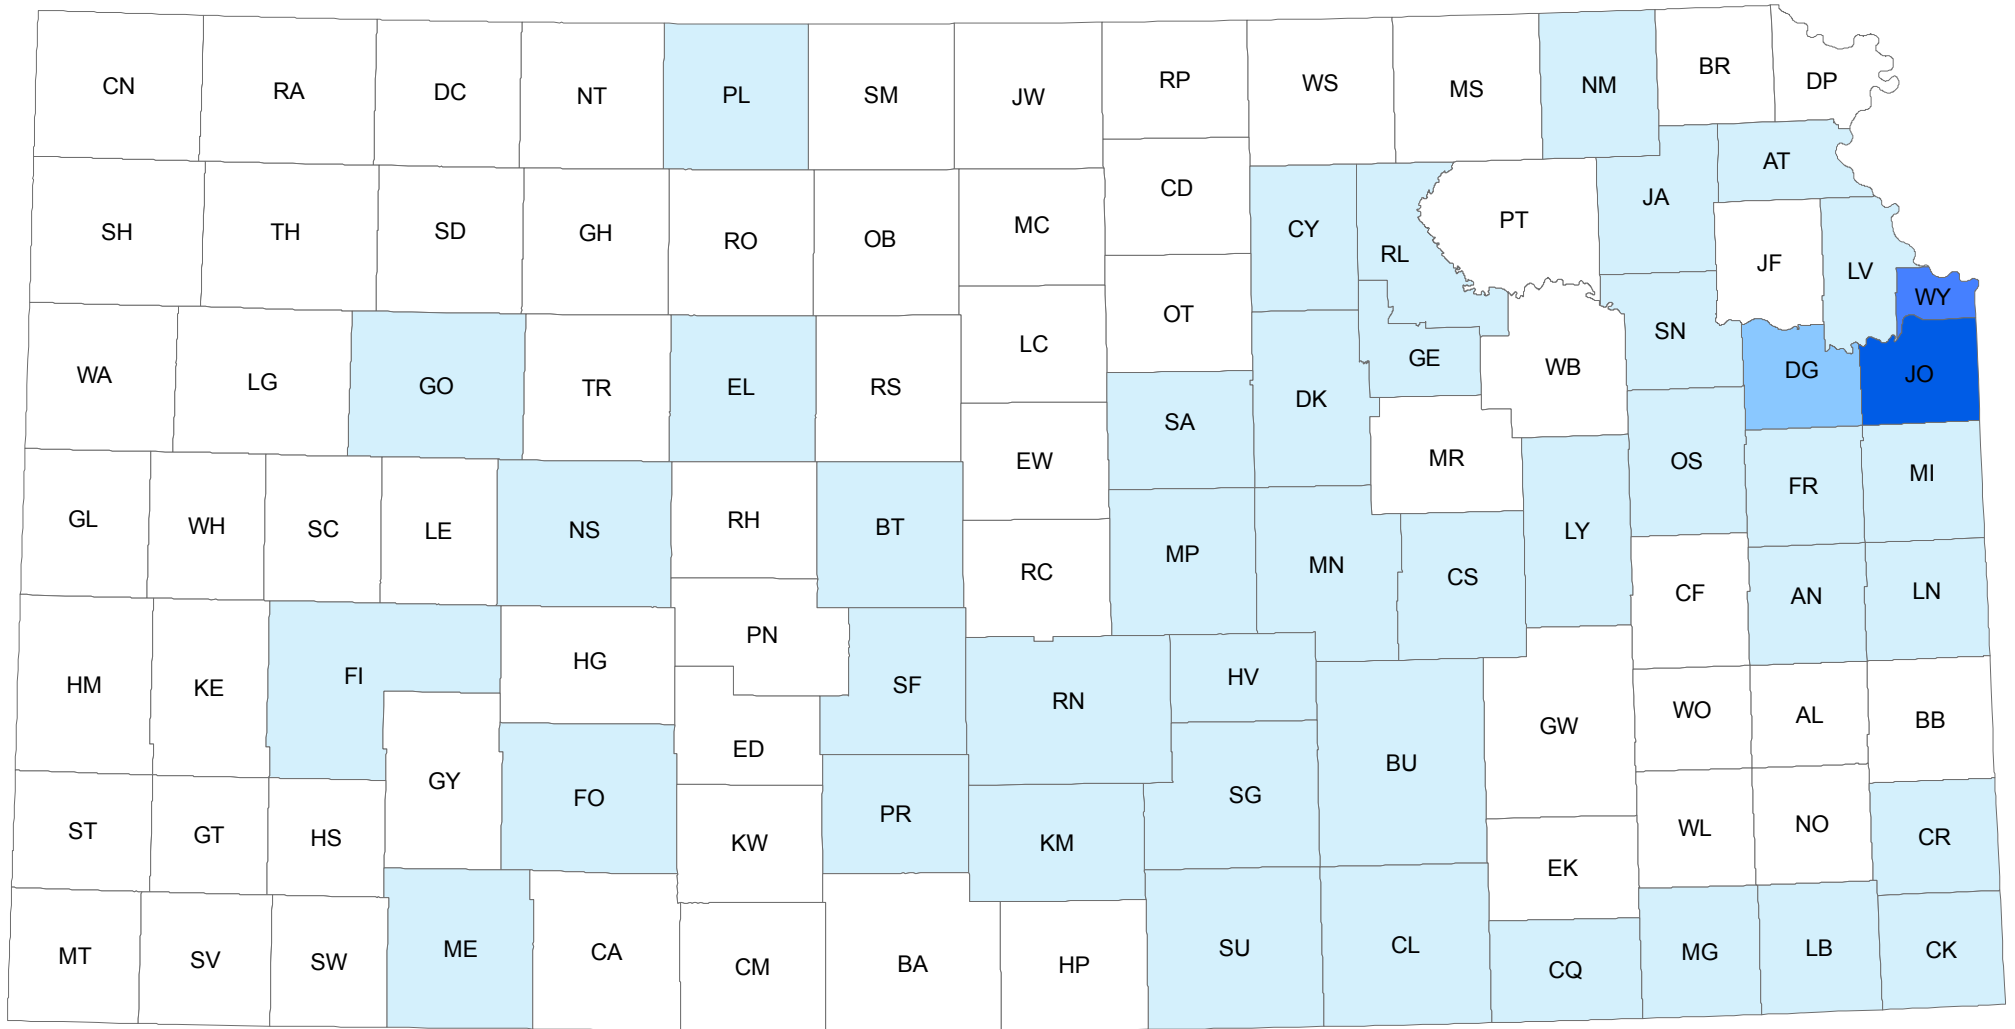 CN RA DC NT PL SM JW RP WS MS NM BR DP
SH TH SD GH RO OB MC CD CY RL PT JA AT
JF LV WY
WA LG GO TR EL RS LC OT DK GE WB SN DG JO
SA
GL WH SC LE NS RH BT EW MP MN MR LY OS FR MI
RC CS CF AN LN
HM KE FI HG PN SF RN HV GW WO AL BB
ED
ST GT HS GY FO KW PR KM SG BU EK WL NO CR
MT SV SW ME CA CM BA HP SU CL CQ MG LB CK